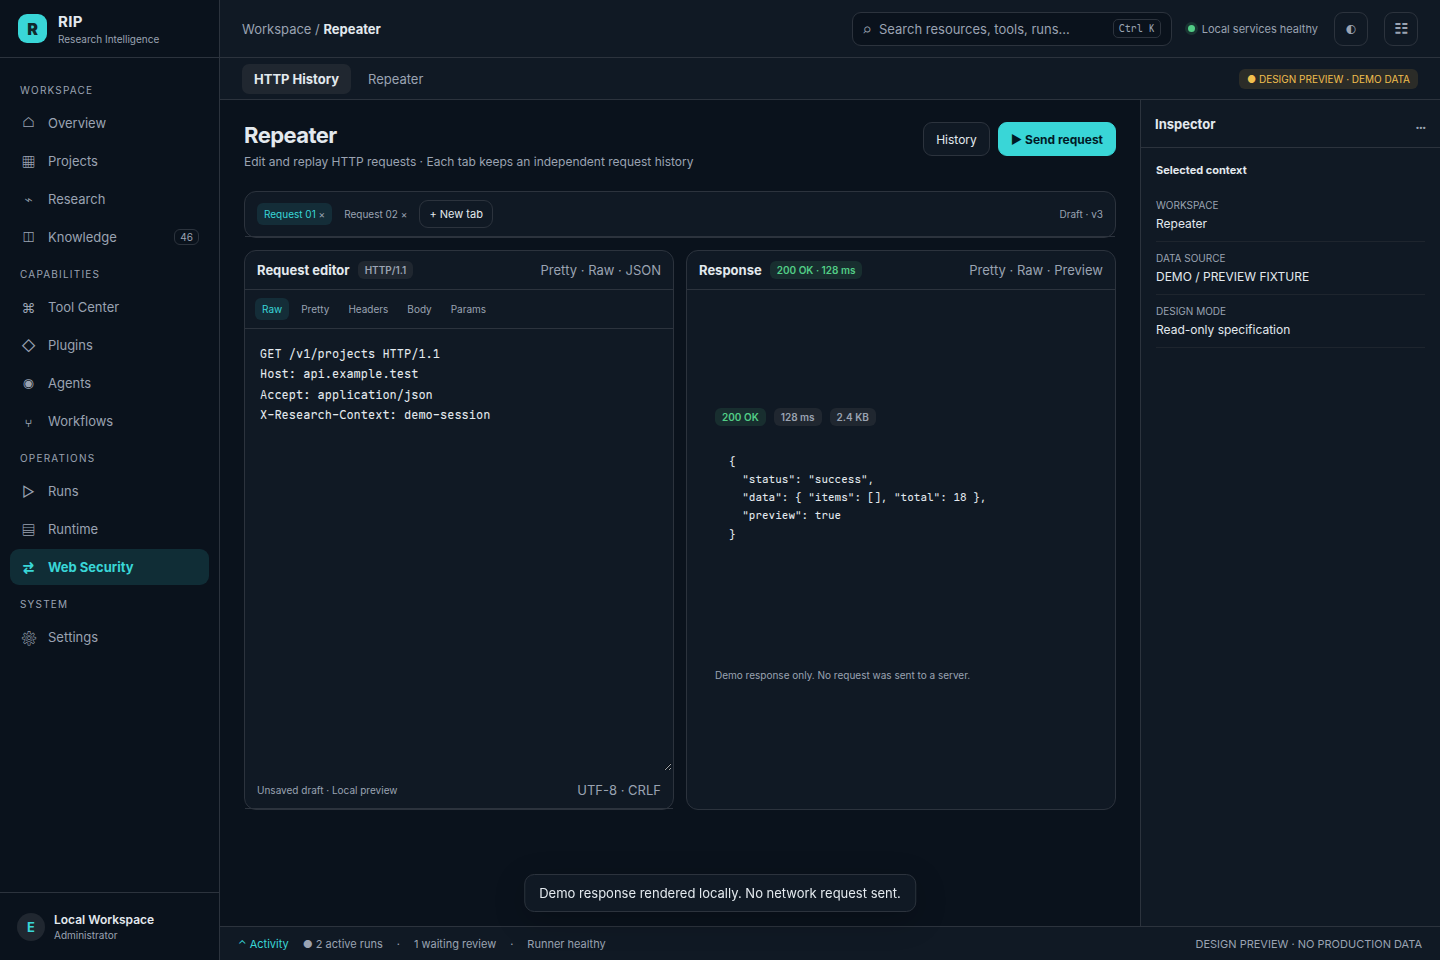 R
RIP
Research Intelligence
Workspace / Repeater
Search resources, tools, runs...
Ctrl K
Local services healthy
WORKSPACE
Overview
Projects
Research
Knowledge
46
CAPABILITIES
Tool Center
Plugins
Agents
Workflows
OPERATIONS
Runs
Runtime
Web Security
SYSTEM
Settings
E
Local Workspace
Administrator
HTTP History
Repeater
● DESIGN PREVIEW · DEMO DATA
Repeater
Edit and replay HTTP requests · Each tab keeps an independent request history
History
▶ Send request
Request 01 ×
Request 02 ×
+ New tab
Draft · v3
Request editor
HTTP/1.1
Pretty · Raw · JSON
Raw
Pretty
Headers
Body
Params
GET /v1/projects HTTP/1.1
Host: api.example.test
Accept: application/json
X-Research-Context: demo-session
Unsaved draft · Local preview
UTF-8 · CRLF
Response
200 OK · 128 ms
Pretty · Raw · Preview
200 OK
128 ms
2.4 KB
{
"status": "success",
"data": { "items": [], "total": 18 },
"preview": true
}
Demo response only. No request was sent to a server.
Inspector
...
Selected context
WORKSPACE
Repeater
DATA SOURCE
DEMO / PREVIEW FIXTURE
DESIGN MODE
Read-only specification
Demo response rendered locally. No network request sent.
^ Activity
● 2 active runs · 1 waiting review · Runner healthy
DESIGN PREVIEW · NO PRODUCTION DATA